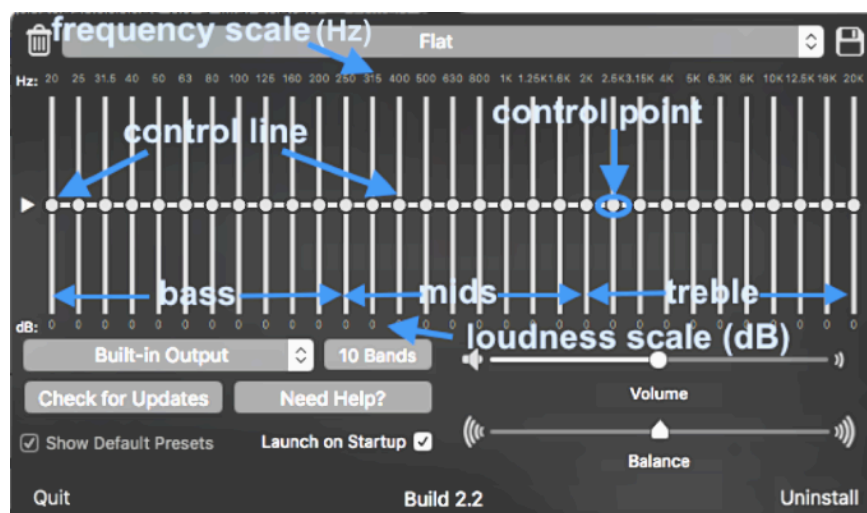 frequency scale (Hz)
Flat
Hz: 20 25 31.5 40 50 63 80 100 125 160 200 250 315 400 500 630 800 1K 1.25K 1.6K 2K 2.5K 3.15K 4K 5K 6.3K 8K 10K 12.5K 16K 20K
control line
control point
bass
mids
treble
dB: 0 0 0 0 0 0 0 0 0 0 0 0 0 0 0 0 0 0 0 0 0 0 0 0 0 0 0 0 0 0 0
loudness scale (dB)
Built-in Output
10 Bands
Volume
Check for Updates
Need Help?
Show Default Presets
Launch on Startup
Balance
Quit
Build 2.2
Uninstall